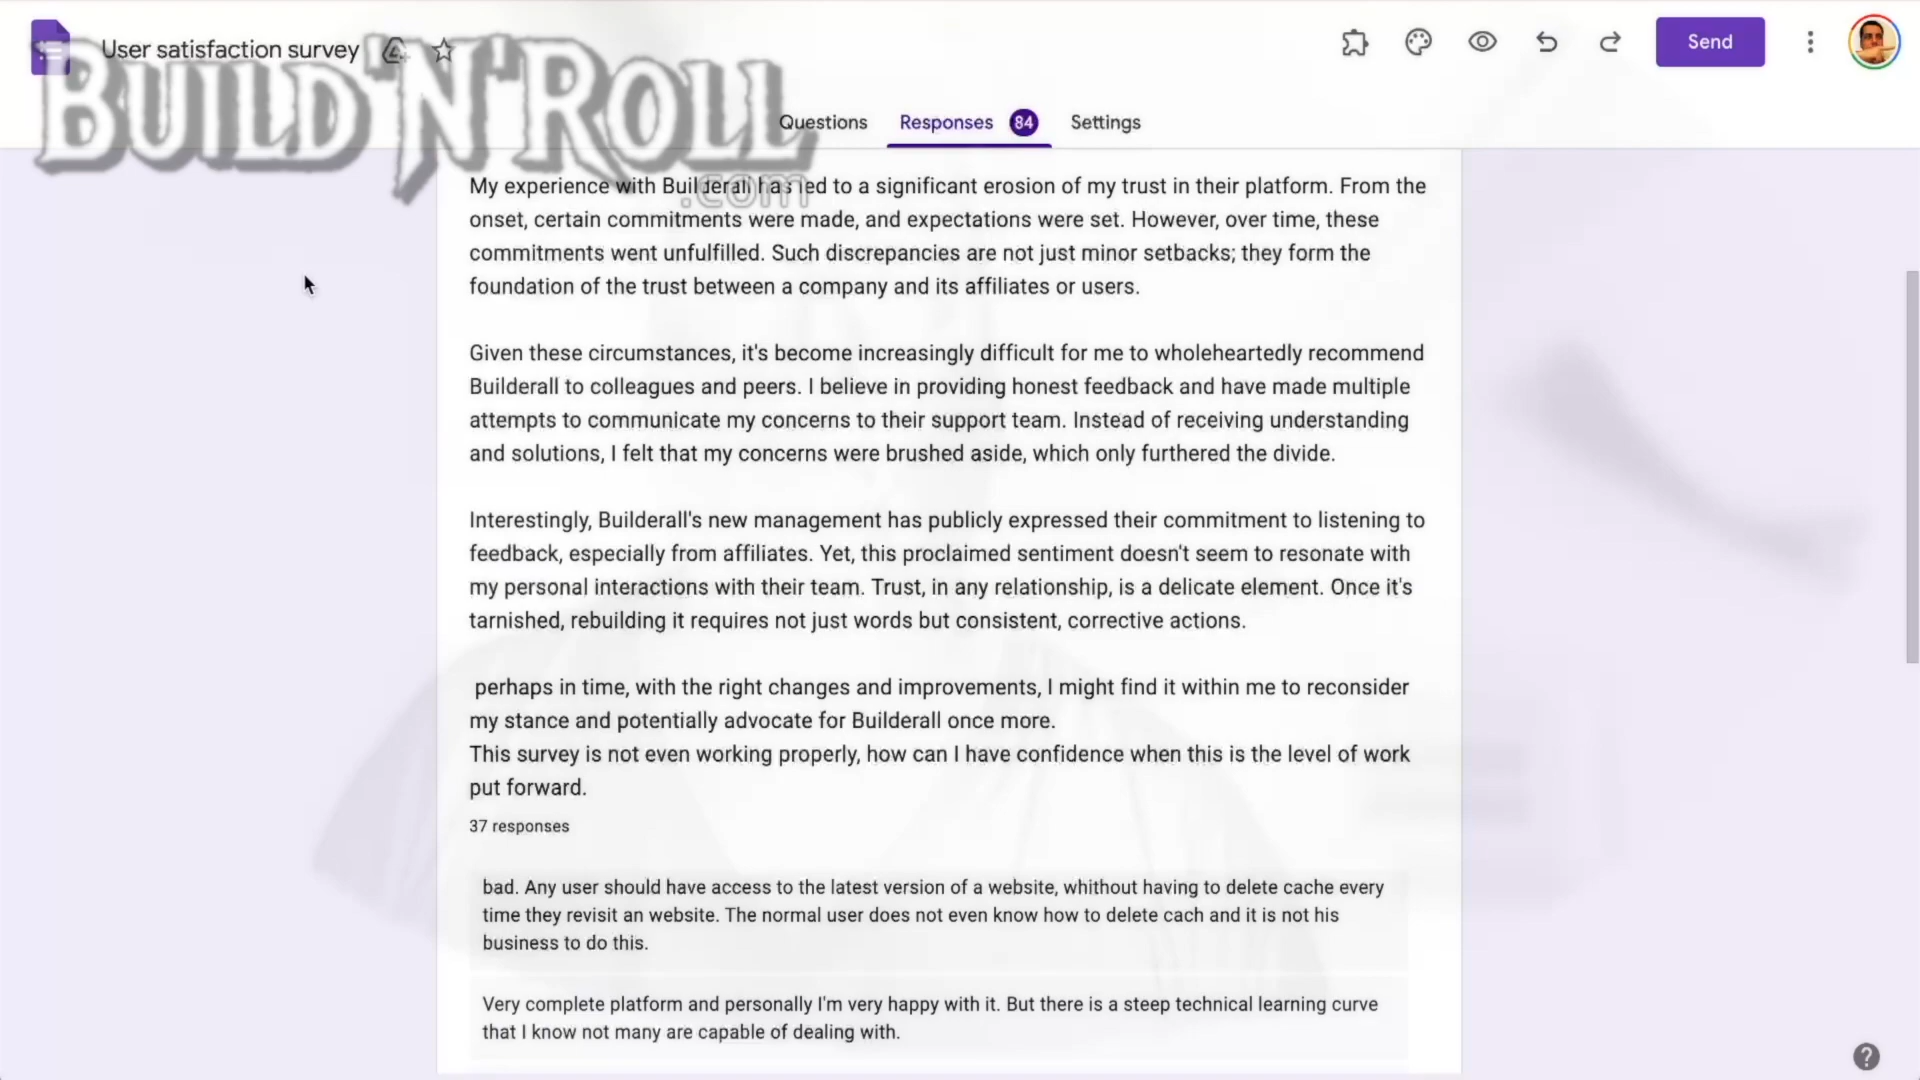 User satisfaction survey
BUILD'N'ROLL
.com
Send
Questions
Responses 84
Settings
My experience with Builderall has led to a significant erosion of my trust in their platform. From the
onset, certain commitments were made, and expectations were set. However, over time, these
commitments went unfulfilled. Such discrepancies are not just minor setbacks; they form the
foundation of the trust between a company and its affiliates or users.
Given these circumstances, it's become increasingly difficult for me to wholeheartedly recommend
Builderall to colleagues and peers. I believe in providing honest feedback and have made multiple
attempts to communicate my concerns to their support team. Instead of receiving understanding
and solutions, I felt that my concerns were brushed aside, which only furthered the divide.
Interestingly, Builderall's new management has publicly expressed their commitment to listening to
feedback, especially from affiliates. Yet, this proclaimed sentiment doesn't seem to resonate with
my personal interactions with their team. Trust, in any relationship, is a delicate element. Once it's
tarnished, rebuilding it requires not just words but consistent, corrective actions.
perhaps in time, with the right changes and improvements, I might find it within me to reconsider
my stance and potentially advocate for Builderall once more.
This survey is not even working properly, how can I have confidence when this is the level of work
put forward.
37 responses
bad. Any user should have access to the latest version of a website, whithout having to delete cache every
time they revisit an website. The normal user does not even know how to delete cach and it is not his
business to do this.
Very complete platform and personally I'm very happy with it. But there is a steep technical learning curve
that I know not many are capable of dealing with.